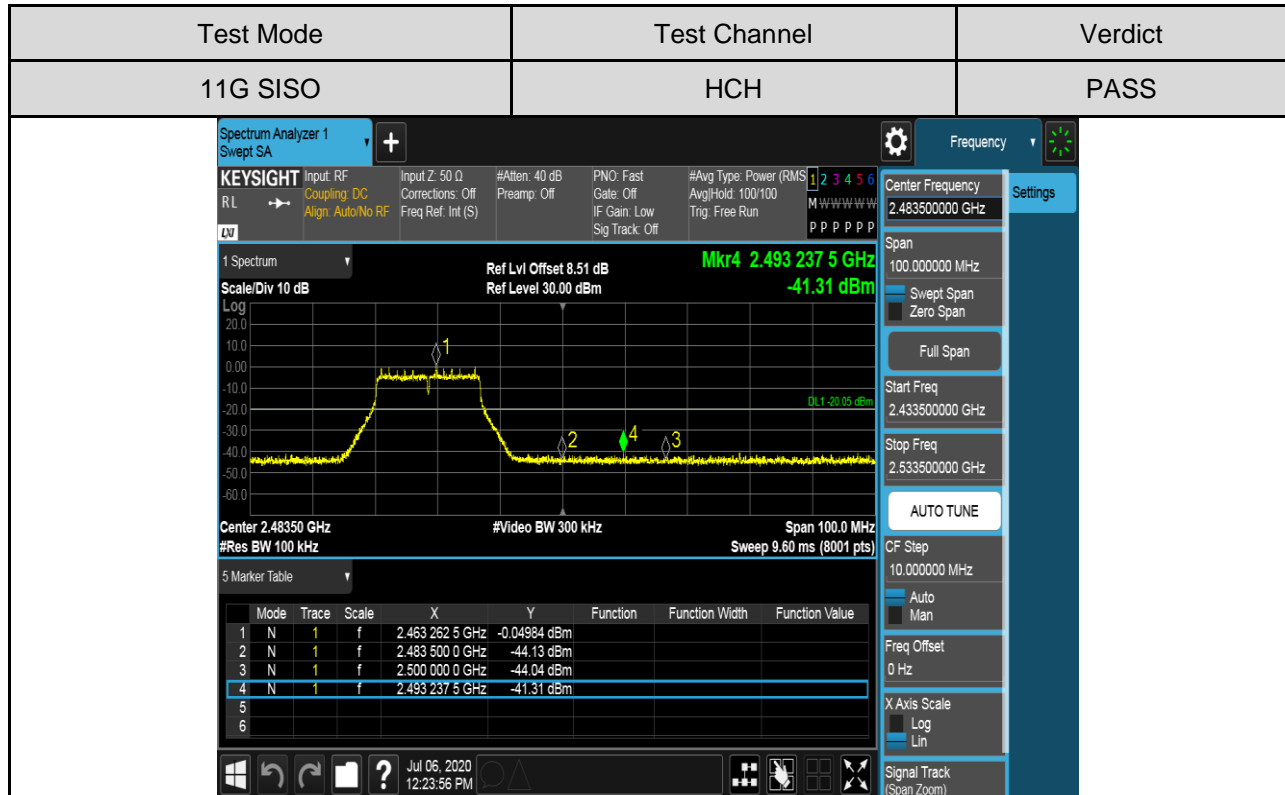 Test Mode Test Channel Verdict
11G SISO HCH PASS
Spectrum Analyzer 1
Swept SA
+
Frequency
KEYSIGHT Input: RF Input Z: 50 Ω #Atten: 40 dB PNO: Fast #Avg Type: Power (RMS 1 2 3 4 5 6
RL Coupling: DC Corrections: Off Preamp: Off Gate: Off Avg|Hold: 100/100 M W W W W W
Align: Auto/No RF Freq Ref: Int (S) IF Gain: Low Trig: Free Run
LXI Sig Track: Off P P P P P P
1 Spectrum
Ref Lvl Offset 8.51 dB Mkr4 2.493 237 5 GHz
Scale/Div 10 dB Ref Level 30.00 dBm -41.31 dBm
Log
20.0
10.0
1
0.00
-10.0
DL1 -20.05 dBm
-20.0
-30.0
2 4 3
-40.0
-50.0
-60.0
Center 2.48350 GHz #Video BW 300 kHz Span 100.0 MHz
#Res BW 100 kHz Sweep 9.60 ms (8001 pts)
5 Marker Table
Mode Trace Scale X Y Function Function Width Function Value
1 N 1 f 2.463 262 5 GHz -0.04984 dBm
2 N 1 f 2.483 500 0 GHz -44.13 dBm
3 N 1 f 2.500 000 0 GHz -44.04 dBm
4 N 1 f 2.493 237 5 GHz -41.31 dBm
5
6
?
Jul 06, 2020
12:23:56 PM
Center Frequency
2.483500000 GHz
Settings
Span
100.000000 MHz
Swept Span
Zero Span
Full Span
Start Freq
2.433500000 GHz
Stop Freq
2.533500000 GHz
AUTO TUNE
CF Step
10.000000 MHz
Auto
Man
Freq Offset
0 Hz
X Axis Scale
Log
Lin
Signal Track
(Span Zoom)